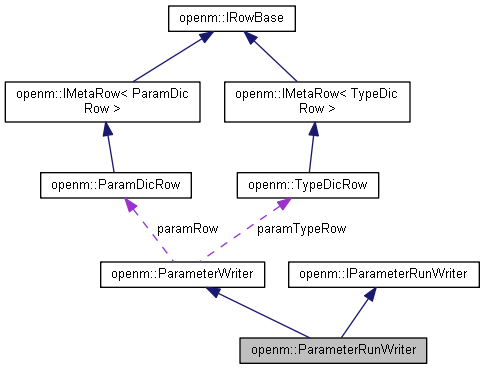 openm::IRowBase
openm::IMetaRow< ParamDic
Row >
openm::IMetaRow< TypeDic
Row >
openm::ParamDicRow
openm::TypeDicRow
paramRow
paramTypeRow
openm::ParameterWriter
openm::IParameterRunWriter
openm::ParameterRunWriter